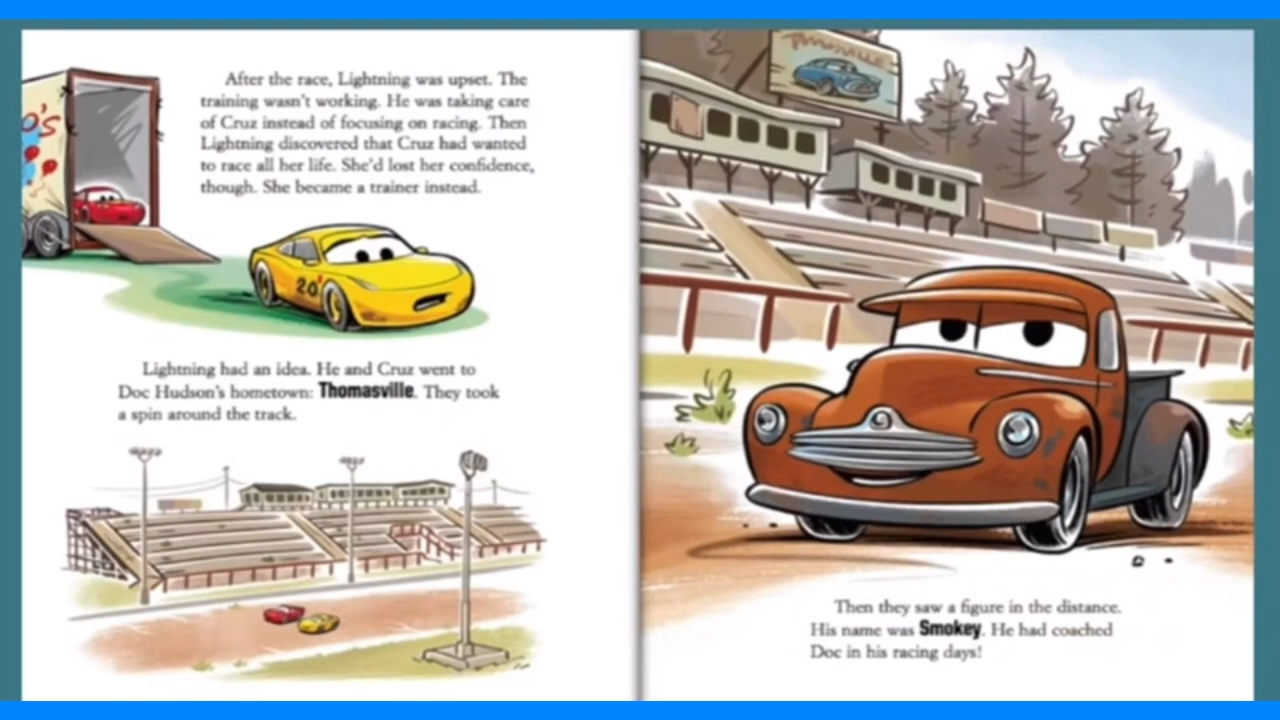 After the race, Lightning was upset. The
training wasn't working. He was taking care
of Cruz instead of focusing on racing. Then
Lightning discovered that Cruz had wanted
to race all her life. She'd lost her confidence,
though. She became a trainer instead.
O'S
20
Lightning had an idea. He and Cruz went to
Doc Hudson's hometown: Thomasville. They took
a spin around the track.
Then they saw a figure in the distance.
His name was Smokey. He had coached
Doc in his racing days!